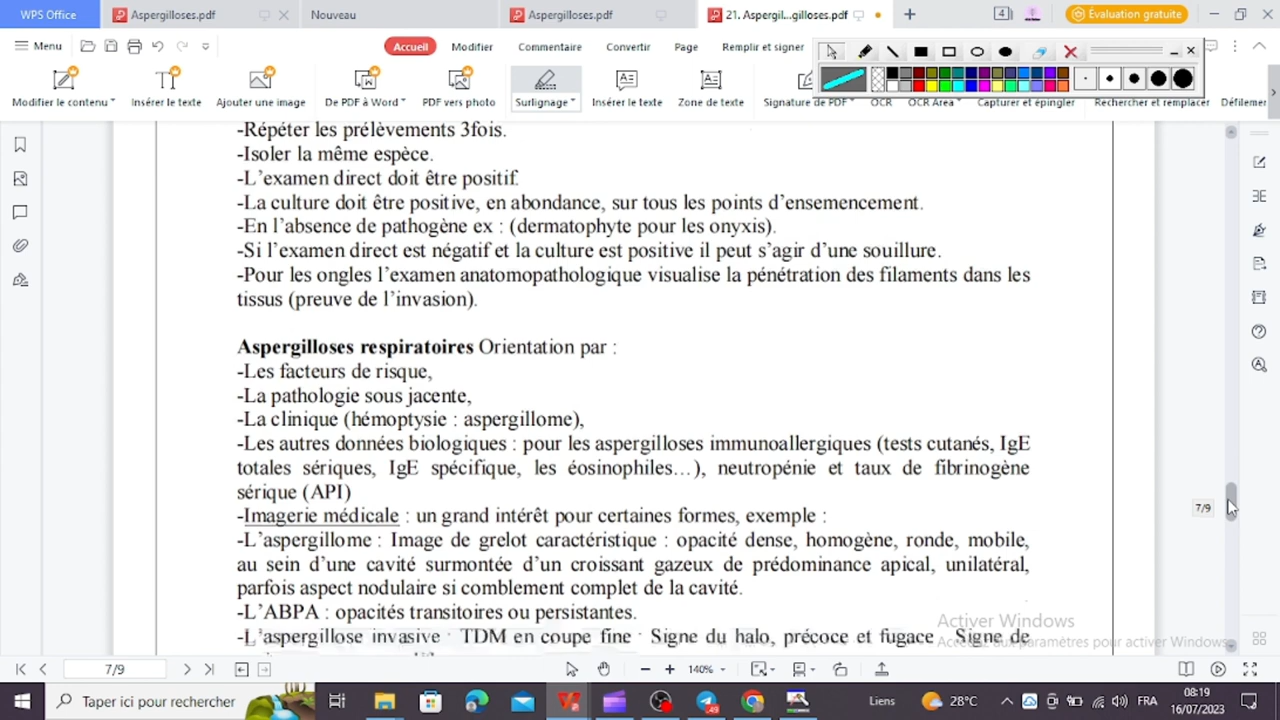 WPS Office
Aspergilloses.pdf
Nouveau
Aspergilloses.pdf
21. Aspergil...gilloses.pdf
4
Évaluation gratuite
Menu
Accueil
Modifier
Commentaire
Convertir
Page
Remplir et signer
Modifier le contenu
Insérer le texte
Ajouter une image
De PDF à Word
PDF vers photo
Surlignage
Insérer le texte
Zone de texte
Signature de PDF
OCR
OCR Area
Capturer et épingler
Rechercher et remplacer
Défilemer
-Répéter les prélèvements 3fois.
-Isoler la même espèce.
-L'examen direct doit être positif.
-La culture doit être positive, en abondance, sur tous les points d'ensemencement.
-En l'absence de pathogène ex : (dermatophyte pour les onyxis).
-Si l'examen direct est négatif et la culture est positive il peut s'agir d'une souillure.
-Pour les ongles l'examen anatomopathologique visualise la pénétration des filaments dans les
tissus (preuve de l'invasion).
Aspergilloses respiratoires Orientation par :
-Les facteurs de risque,
-La pathologie sous jacente,
-La clinique (hémoptysie : aspergillome),
-Les autres données biologiques : pour les aspergilloses immunoallergiques (tests cutanés, IgE
totales sériques, IgE spécifique, les éosinophiles…), neutropénie et taux de fibrinogène
sérique (API)
-Imagerie médicale : un grand intérêt pour certaines formes, exemple :
-L'aspergillome : Image de grelot caractéristique : opacité dense, homogène, ronde, mobile,
au sein d'une cavité surmontée d'un croissant gazeux de prédominance apical, unilatéral,
parfois aspect nodulaire si comblement complet de la cavité.
-L'ABPA : opacités transitoires ou persistantes.
-L'aspergillose invasive : TDM en coupe fine : Signe du halo, précoce et fugace Signe de
7/9
Activer Windows
Accédez aux paramètres pour activer Windows.
7/9
140%
Taper ici pour rechercher
49
Liens
28°C
FRA
08:19
16/07/2023